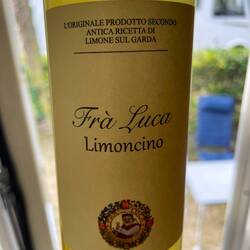 L'ORIGINALE PRODOTTO SECONDO
ANTICA RICETTA DI
LIMONE SUL GARDA
Frà Luca
Limoncino